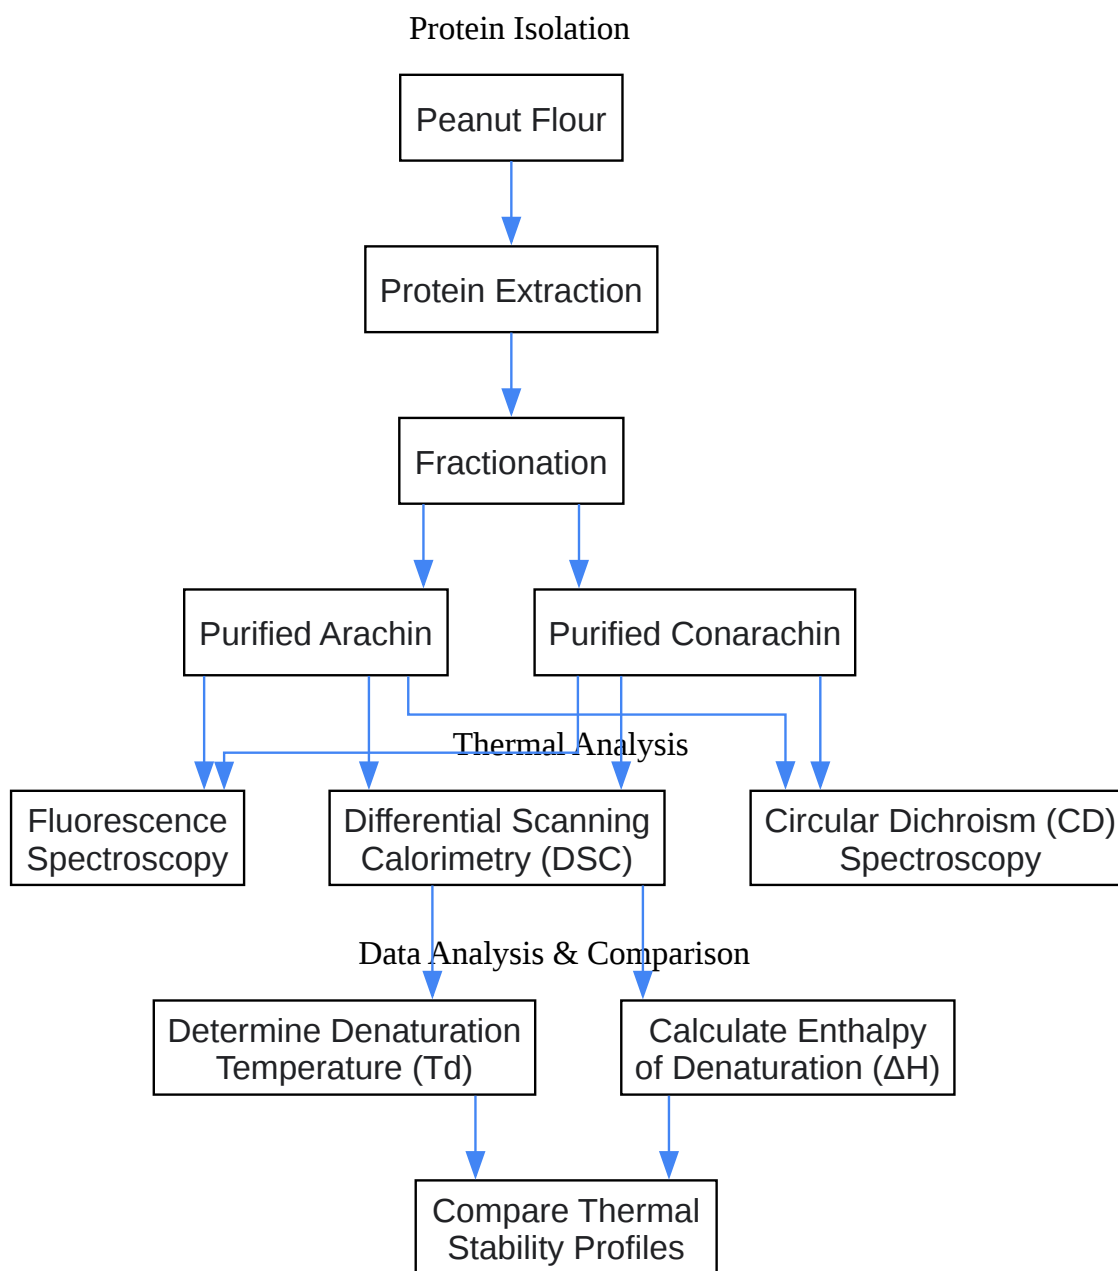 Protein Isolation
Peanut Flour
Protein Extraction
Fractionation
Purified Arachin
Purified Conarachin
Thermal Analysis
Fluorescence
Spectroscopy
Differential Scanning
Calorimetry (DSC)
Circular Dichroism (CD)
Spectroscopy
Data Analysis & Comparison
Determine Denaturation
Temperature (Td)
Calculate Enthalpy
of Denaturation (ΔH)
Compare Thermal
Stability Profiles